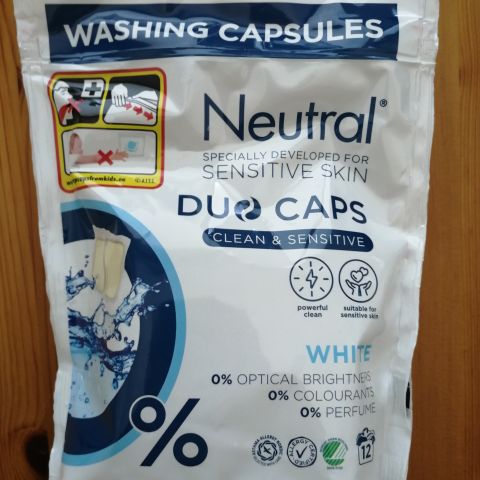 WASHING CAPSULES
Neutral®
SPECIALLY DEVELOPED FOR
SENSITIVE SKIN
DUO CAPS
CLEAN & SENSITIVE
powerful
clean
suitable for
sensitive skin
WHITE
0% OPTICAL BRIGHTNERS
0% COLOURANTS
0% PERFUME
%
12